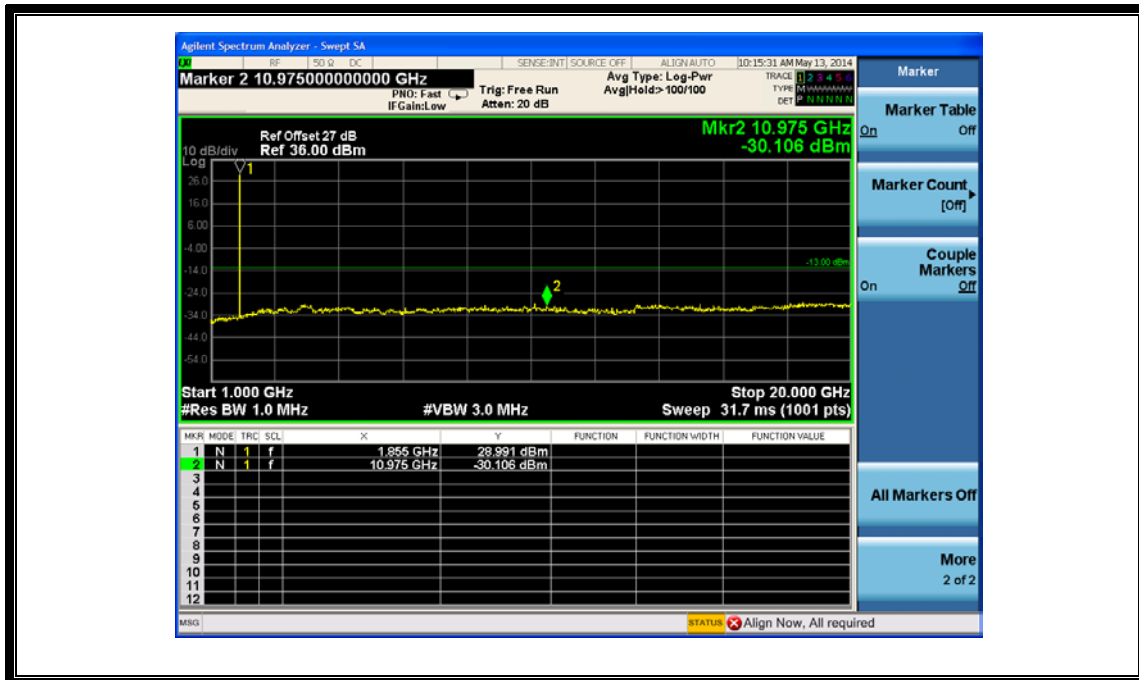 Agilent Spectrum Analyzer - Swept SA
RF 50 Ω DC SENSE:INT SOURCE OFF ALIGN AUTO 10:15:31 AM May 13, 2014
Marker 2 10.975000000000 GHz
PNO: Fast
IFGain:Low
Trig: Free Run
Atten: 20 dB
Avg Type: Log-Pwr
Avg|Hold:>100/100
TRACE 1 2 3 4 5 6
TYPE M WWWWW
DET P N N N N N
Mkr2 10.975 GHz
-30.106 dBm
Ref Offset 27 dB
10 dB/div Ref 36.00 dBm
Log
1
26.0
16.0
6.00
-4.00
-13.00 dBm
-14.0
2
-24.0
-34.0
-44.0
-54.0
Start 1.000 GHz Stop 20.000 GHz
#Res BW 1.0 MHz #VBW 3.0 MHz Sweep 31.7 ms (1001 pts)
MKR MODE TRC SCL X Y FUNCTION FUNCTION WIDTH FUNCTION VALUE
1 N 1 f 1.855 GHz 28.991 dBm
2 N 1 f 10.975 GHz -30.106 dBm
3
4
5
6
7
8
9
10
11
12
MSG STATUS Align Now, All required
Marker
Marker Table
On Off
Marker Count
[Off]
Couple
Markers
On Off
All Markers Off
More
2 of 2